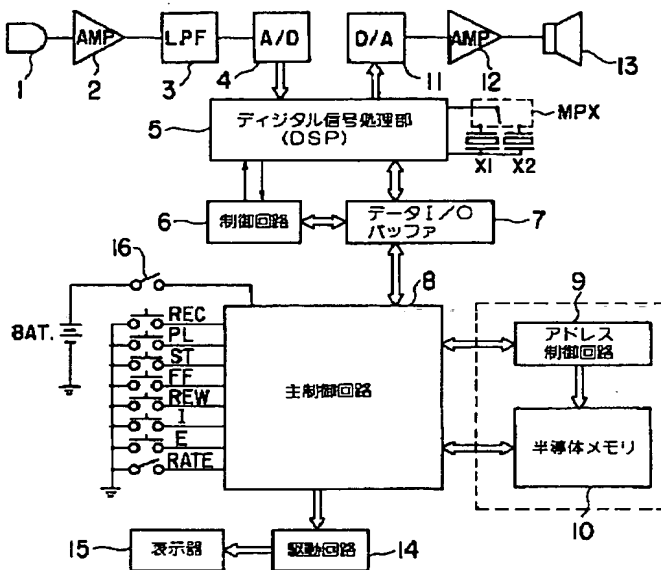 AMP
L.P.F
A/D
D/A
AMP
1
2
3
4
11
12
13
5
ディジタル信号処理部
(DSP)
MPX
X1
X2
6
制御回路
データI/O
バッファ
7
16
8
9
BAT.
REC
PL
ST
FF
REW
I
E
RATE
主制御回路
アドレス
制御回路
半導体メモリ
10
15
表示器
駆動回路
14